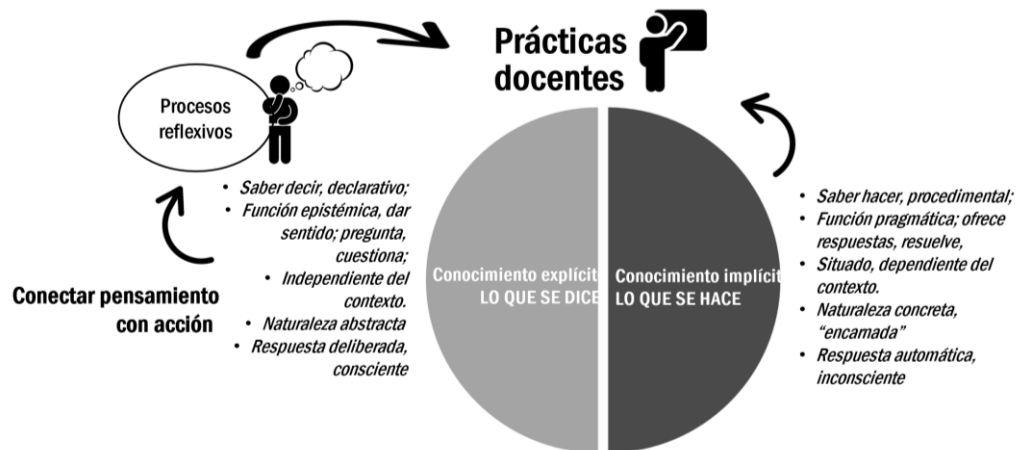 Prácticas
docentes
Procesos
reflexivos
• Saber decir, declarativo;
• Función epistémica, dar
sentido; pregunta,
cuestiona;
• Independiente del
contexto.
• Naturaleza abstracta
• Respuesta deliberada,
consciente
Conectar pensamiento
con acción
Conocimiento explícit
LO QUE SE DICE
Conocimiento implícit
LO QUE SE HACE
• Saber hacer, procedimental;
• Función pragmática; ofrece
respuestas, resuelve,
• Situado, dependiente del
contexto.
• Naturaleza concreta,
“encamada”
• Respuesta automática,
inconsciente